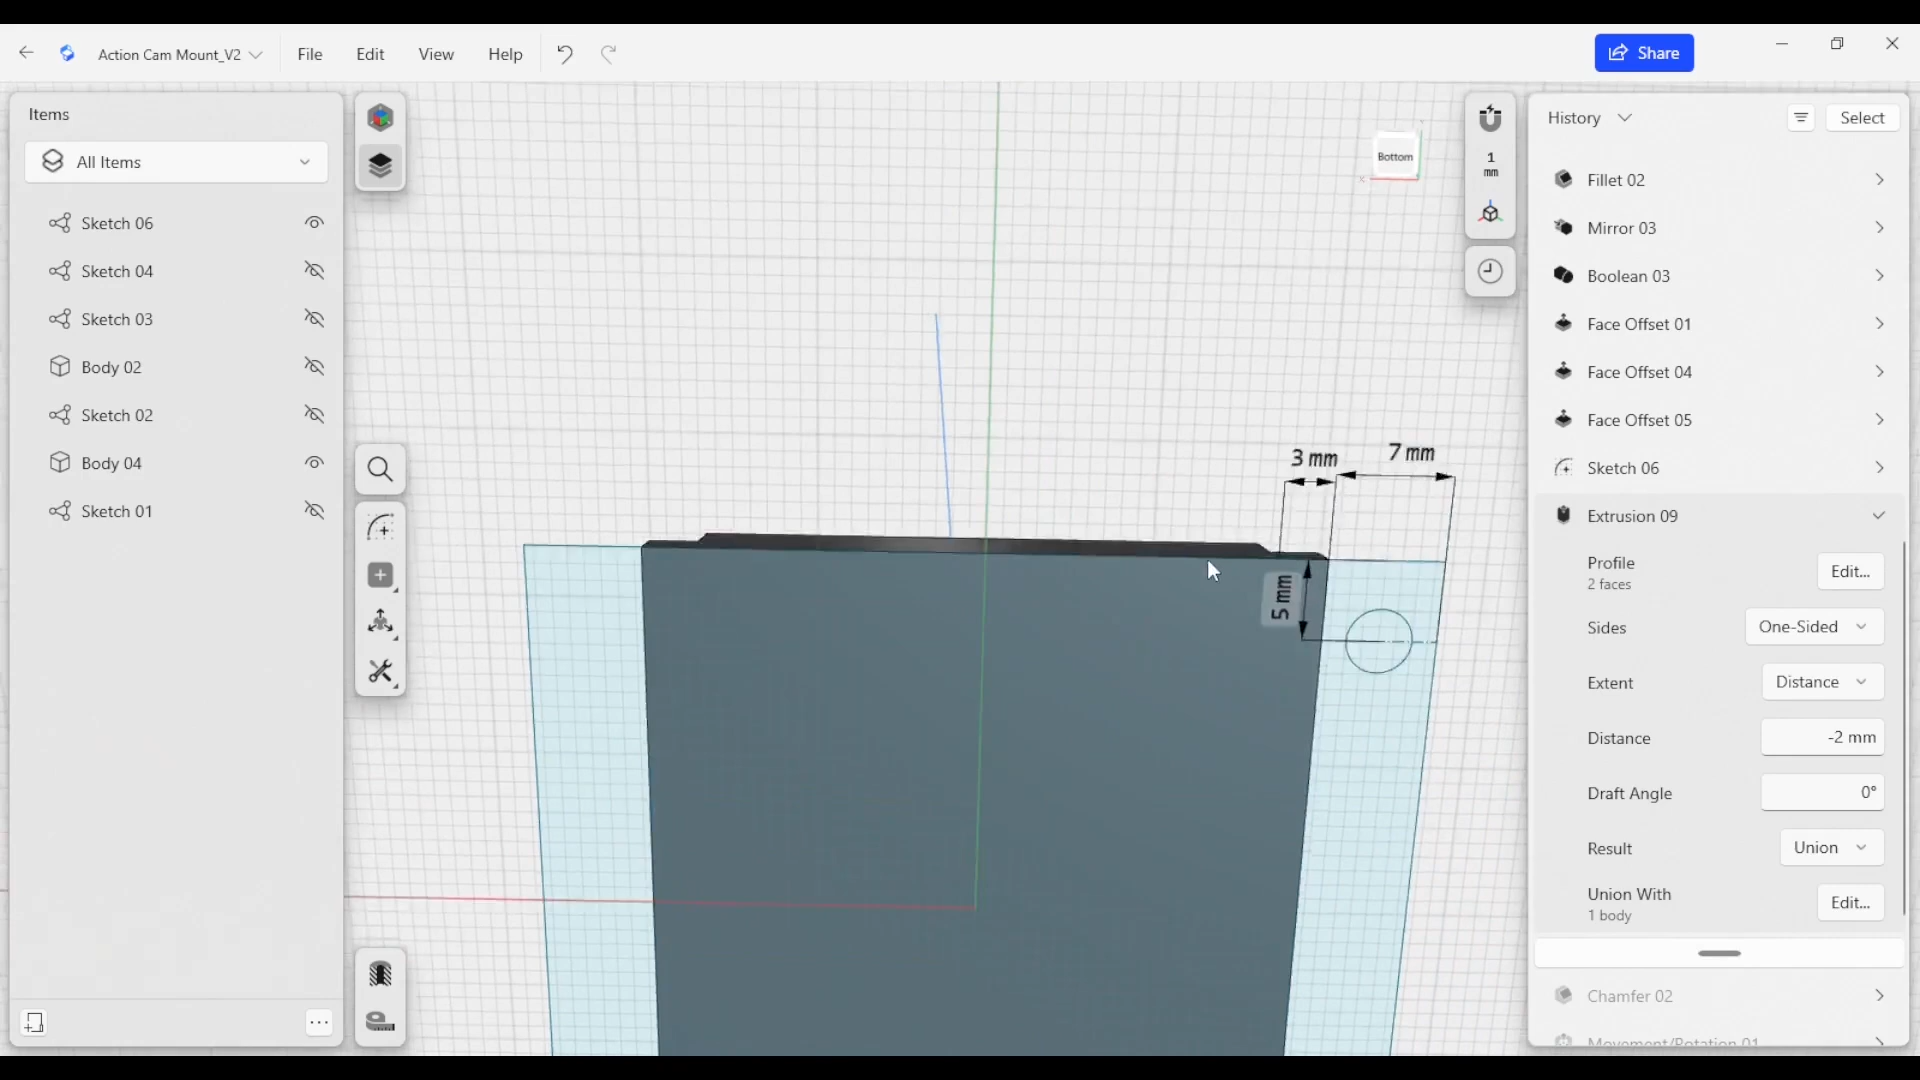 Action Cam Mount_V2
File
Edit
View
Help
Share
Items
All Items
Sketch 06
Sketch 04
Sketch 03
Body 02
Sketch 02
Body 04
Sketch 01
Bottom
x
3 mm
7 mm
5 mm
1
mm
History
Select
Fillet 02
Mirror 03
Boolean 03
Face Offset 01
Face Offset 04
Face Offset 05
Sketch 06
Extrusion 09
Profile
2 faces
Edit...
Sides
One-Sided
Extent
Distance
Distance
-2 mm
Draft Angle
0°
Result
Union
Union With
1 body
Edit...
Chamfer 02
Movement/Rotation 01